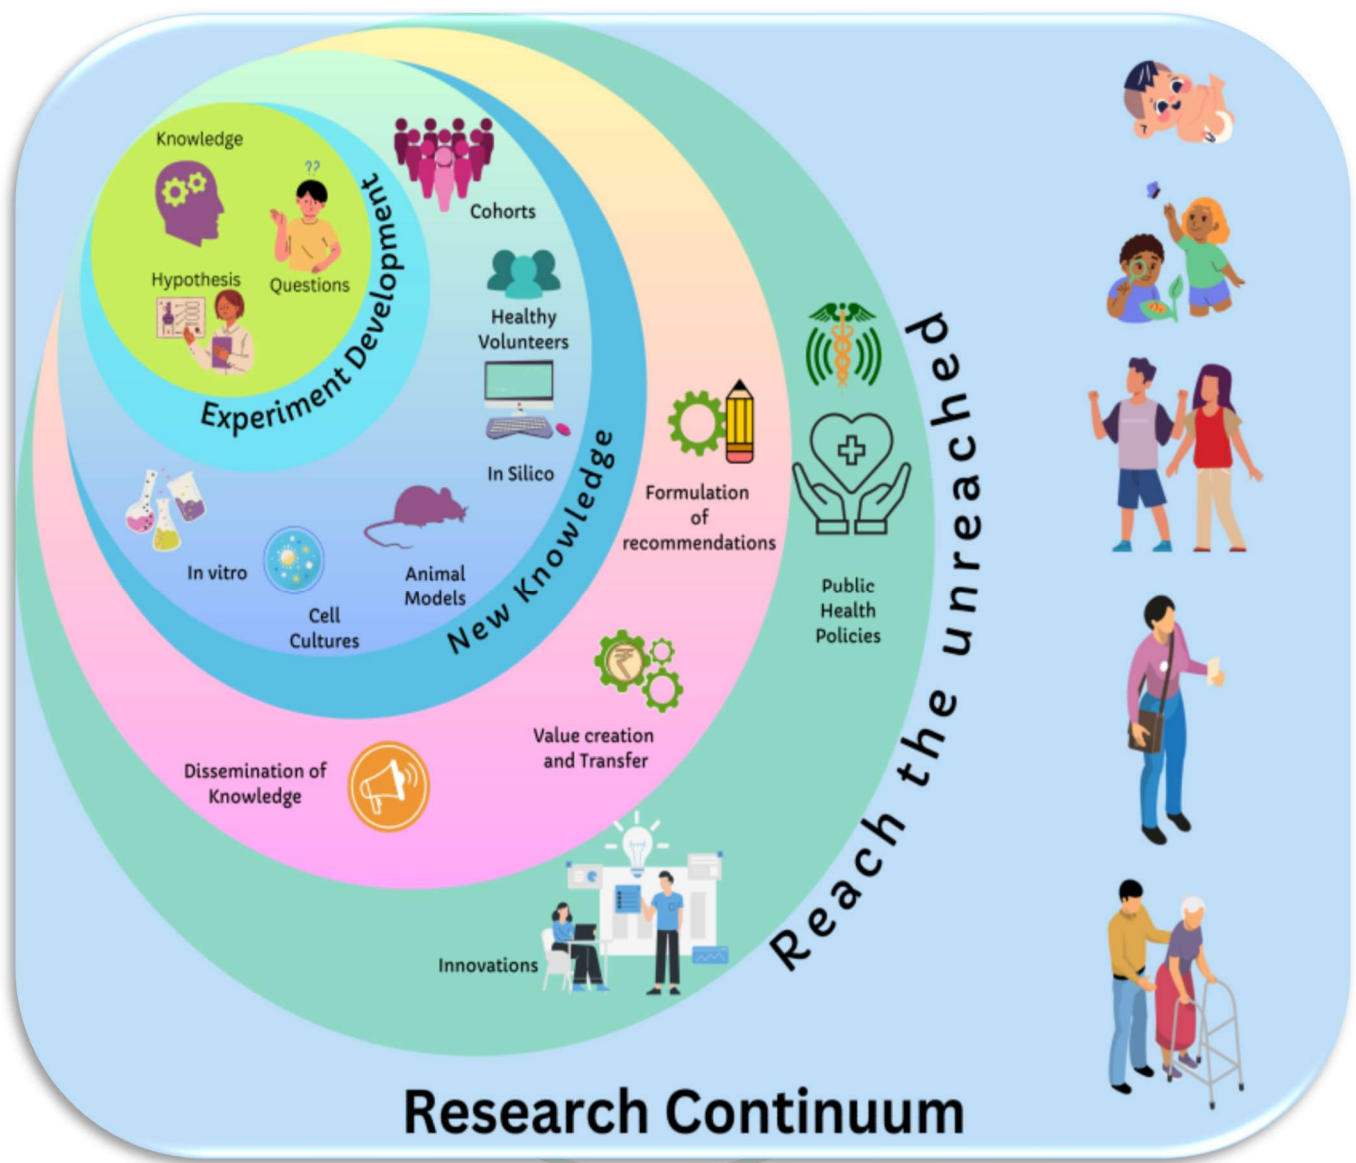 Knowledge
??
Hypothesis
Questions
Experiment Development
Cohorts
Healthy
Volunteers
In Silico
In vitro
Cell
Cultures
Animal
Models
New Knowledge
Formulation
of
recommendations
Value creation
and Transfer
Dissemination of
Knowledge
Public
Health
Policies
Innovations
Reach the unreached
Research Continuum